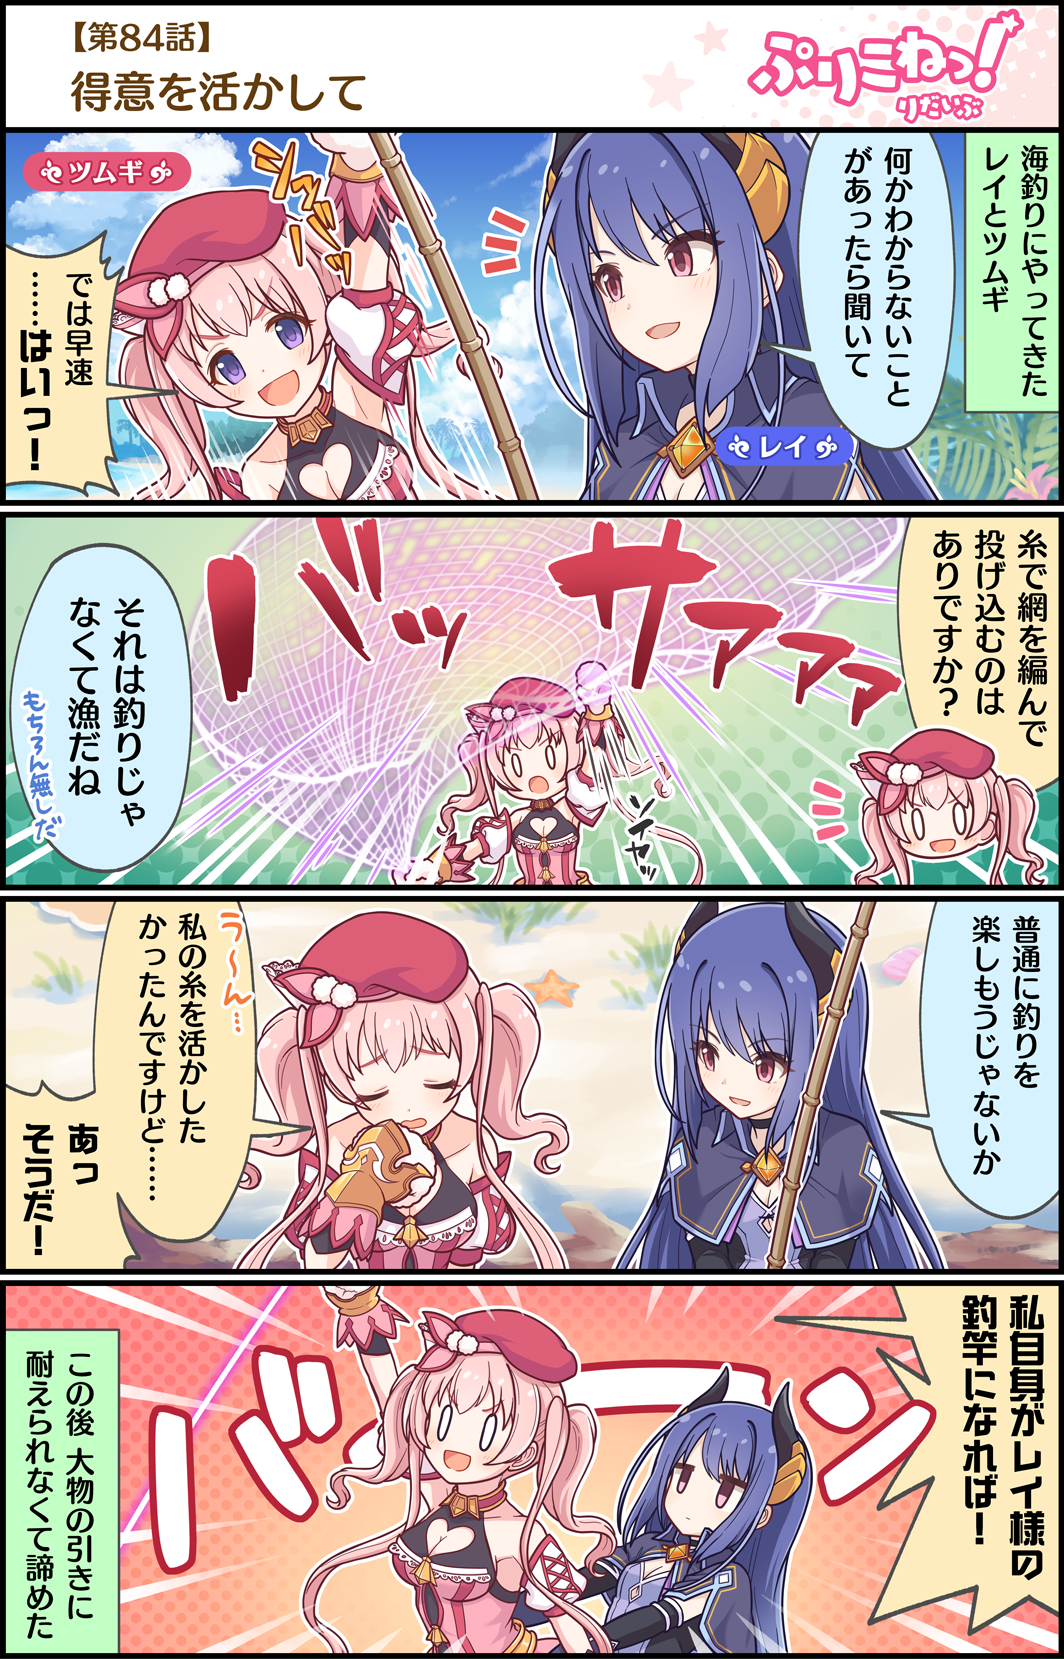 【第84話】
得意を活かして
ぷりこねっ!
りだいぶ
海釣りにやってきた
レイとツムギ
何かわからないこと
があったら聞いて
レイ
シュバッ
ツムギ
では早速
……はいっ!
糸で網を編んで
投げ込むのは
ありですか?
バッサァァァ
シュバッ
それは釣りじゃ
なくて漁だね
もちろん無しだ
普通に釣りを
楽しもうじゃないか
う〜ん…
私の糸を活かした
かったんですけど……
あっ
そうだ!
私自身がレイ様の
釣竿になれば!
バーン
この後 大物の引きに
耐えられなくて諦めた